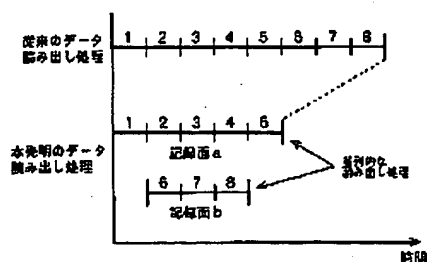 従来のデータ
読み出し処理
1 2 3 4 5 6 7 8
本発明のデータ
読み出し処理
1 2 3 4 5
記録面a
並列的な
読み出し処理
6 7 8
記録面b
時間